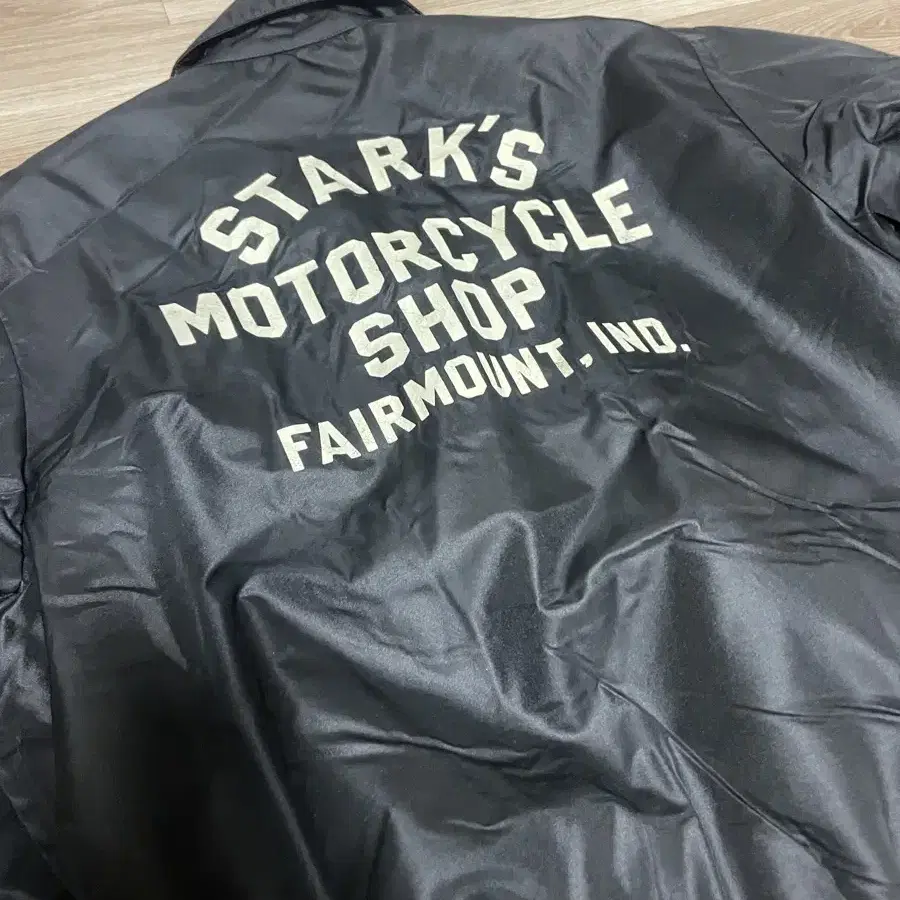 STARK'S
MOTORCYCLE
SHOP
FAIRMOUNT, IND.